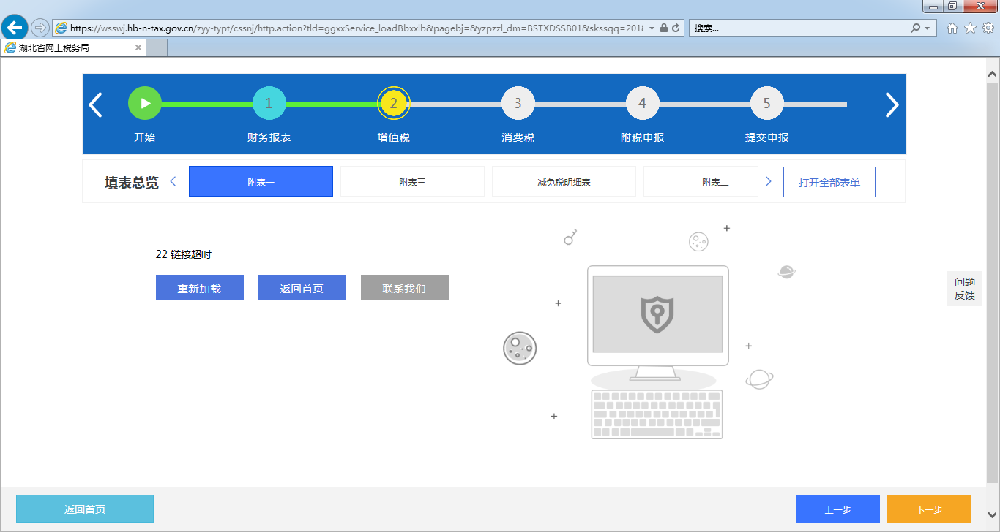 https://wsswj.hb-n-tax.gov.cn/zyy-typt/cssnj/http.action?tld=ggxxService_loadBbxxlb&pagebj=&yzpzzl_dm=BSTXDSSB01&skssqq=2018
搜索...
湖北省网上税务局
1 2 3 4 5
开始 财务报表 增值税 消费税 附税申报 提交申报
填表总览 附表一 附表三 减免税明细表 附表二 打开全部表单
22 链接超时
重新加载 返回首页 联系我们
问题
反馈
返回首页 上一步 下一步